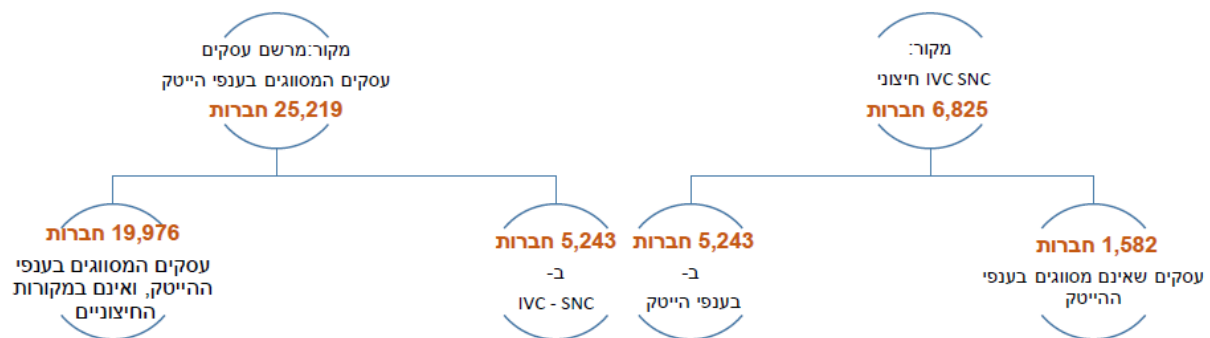 מקור:
IVC SNC חיצוני
6,825 חברות
מקור:מרשם עסקים
עסקים המסווגים בענפי הייטק
25,219 חברות
1,582 חברות
עסקים שאינם מסווגים בענפי
ההייטק
5,243 חברות
ב-
בענפי הייטק
5,243 חברות
ב-
IVC - SNC
19,976 חברות
עסקים המסווגים בענפי
ההייטק, ואינם במקורות
החיצוניים